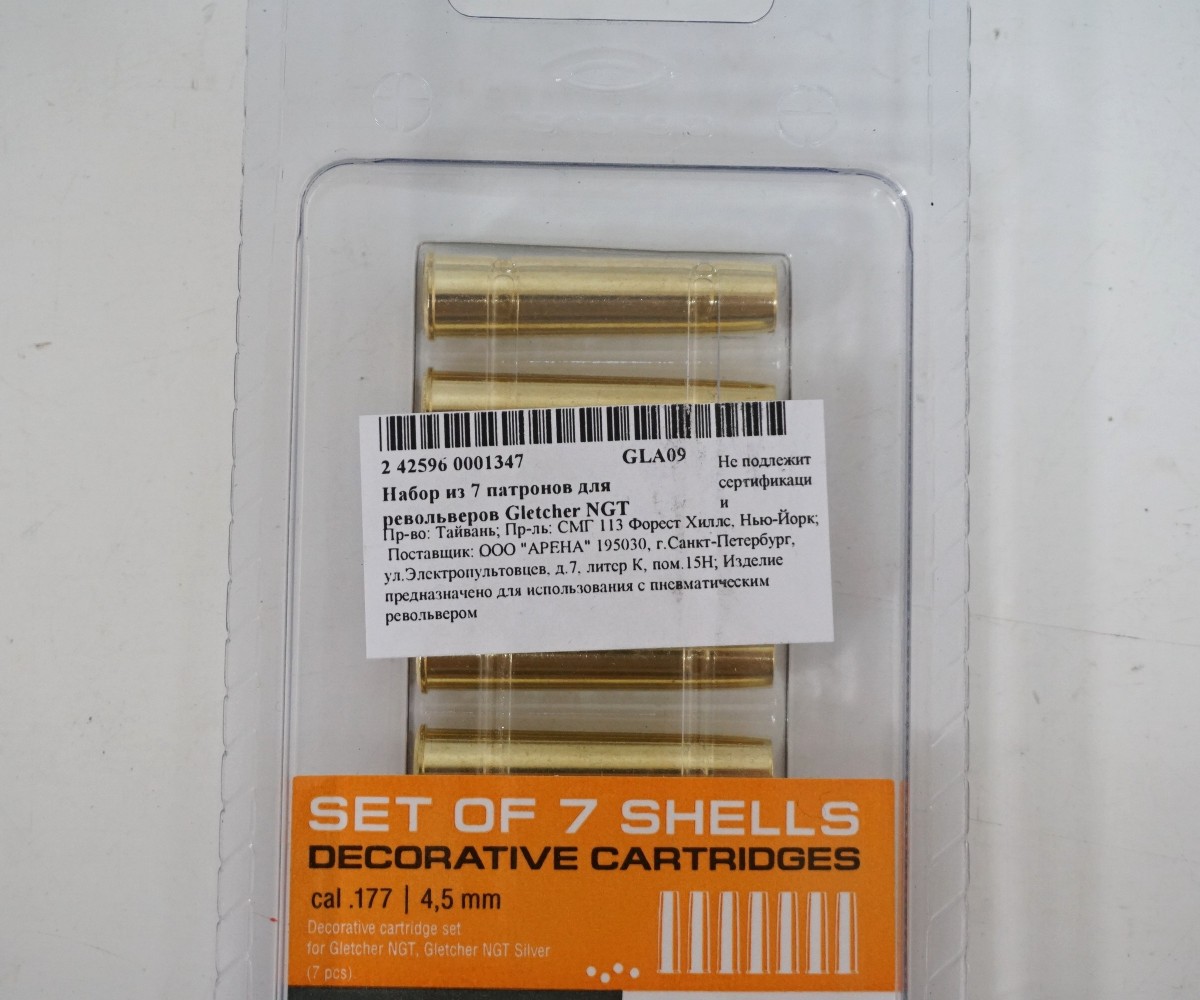 2 42596 0001347
GLA09
Не подлежит
сертификаци
и
Набор из 7 патронов для
револьверов Gletcher NGT
Пр-во: Тайвань; Пр-ль: СМГ 113 Форест Хиллс, Нью-Йорк;
Поставщик: ООО "АРЕНА" 195030, г.Санкт-Петербург,
ул.Электропультовцев, д.7, литер К, пом.15Н; Изделие
предназначено для использования с пневматическим
револьвером
SET OF 7 SHELLS
DECORATIVE CARTRIDGES
cal .177 | 4,5 mm
Decorative cartridge set
for Gletcher NGT, Gletcher NGT Silver
(7 pcs)